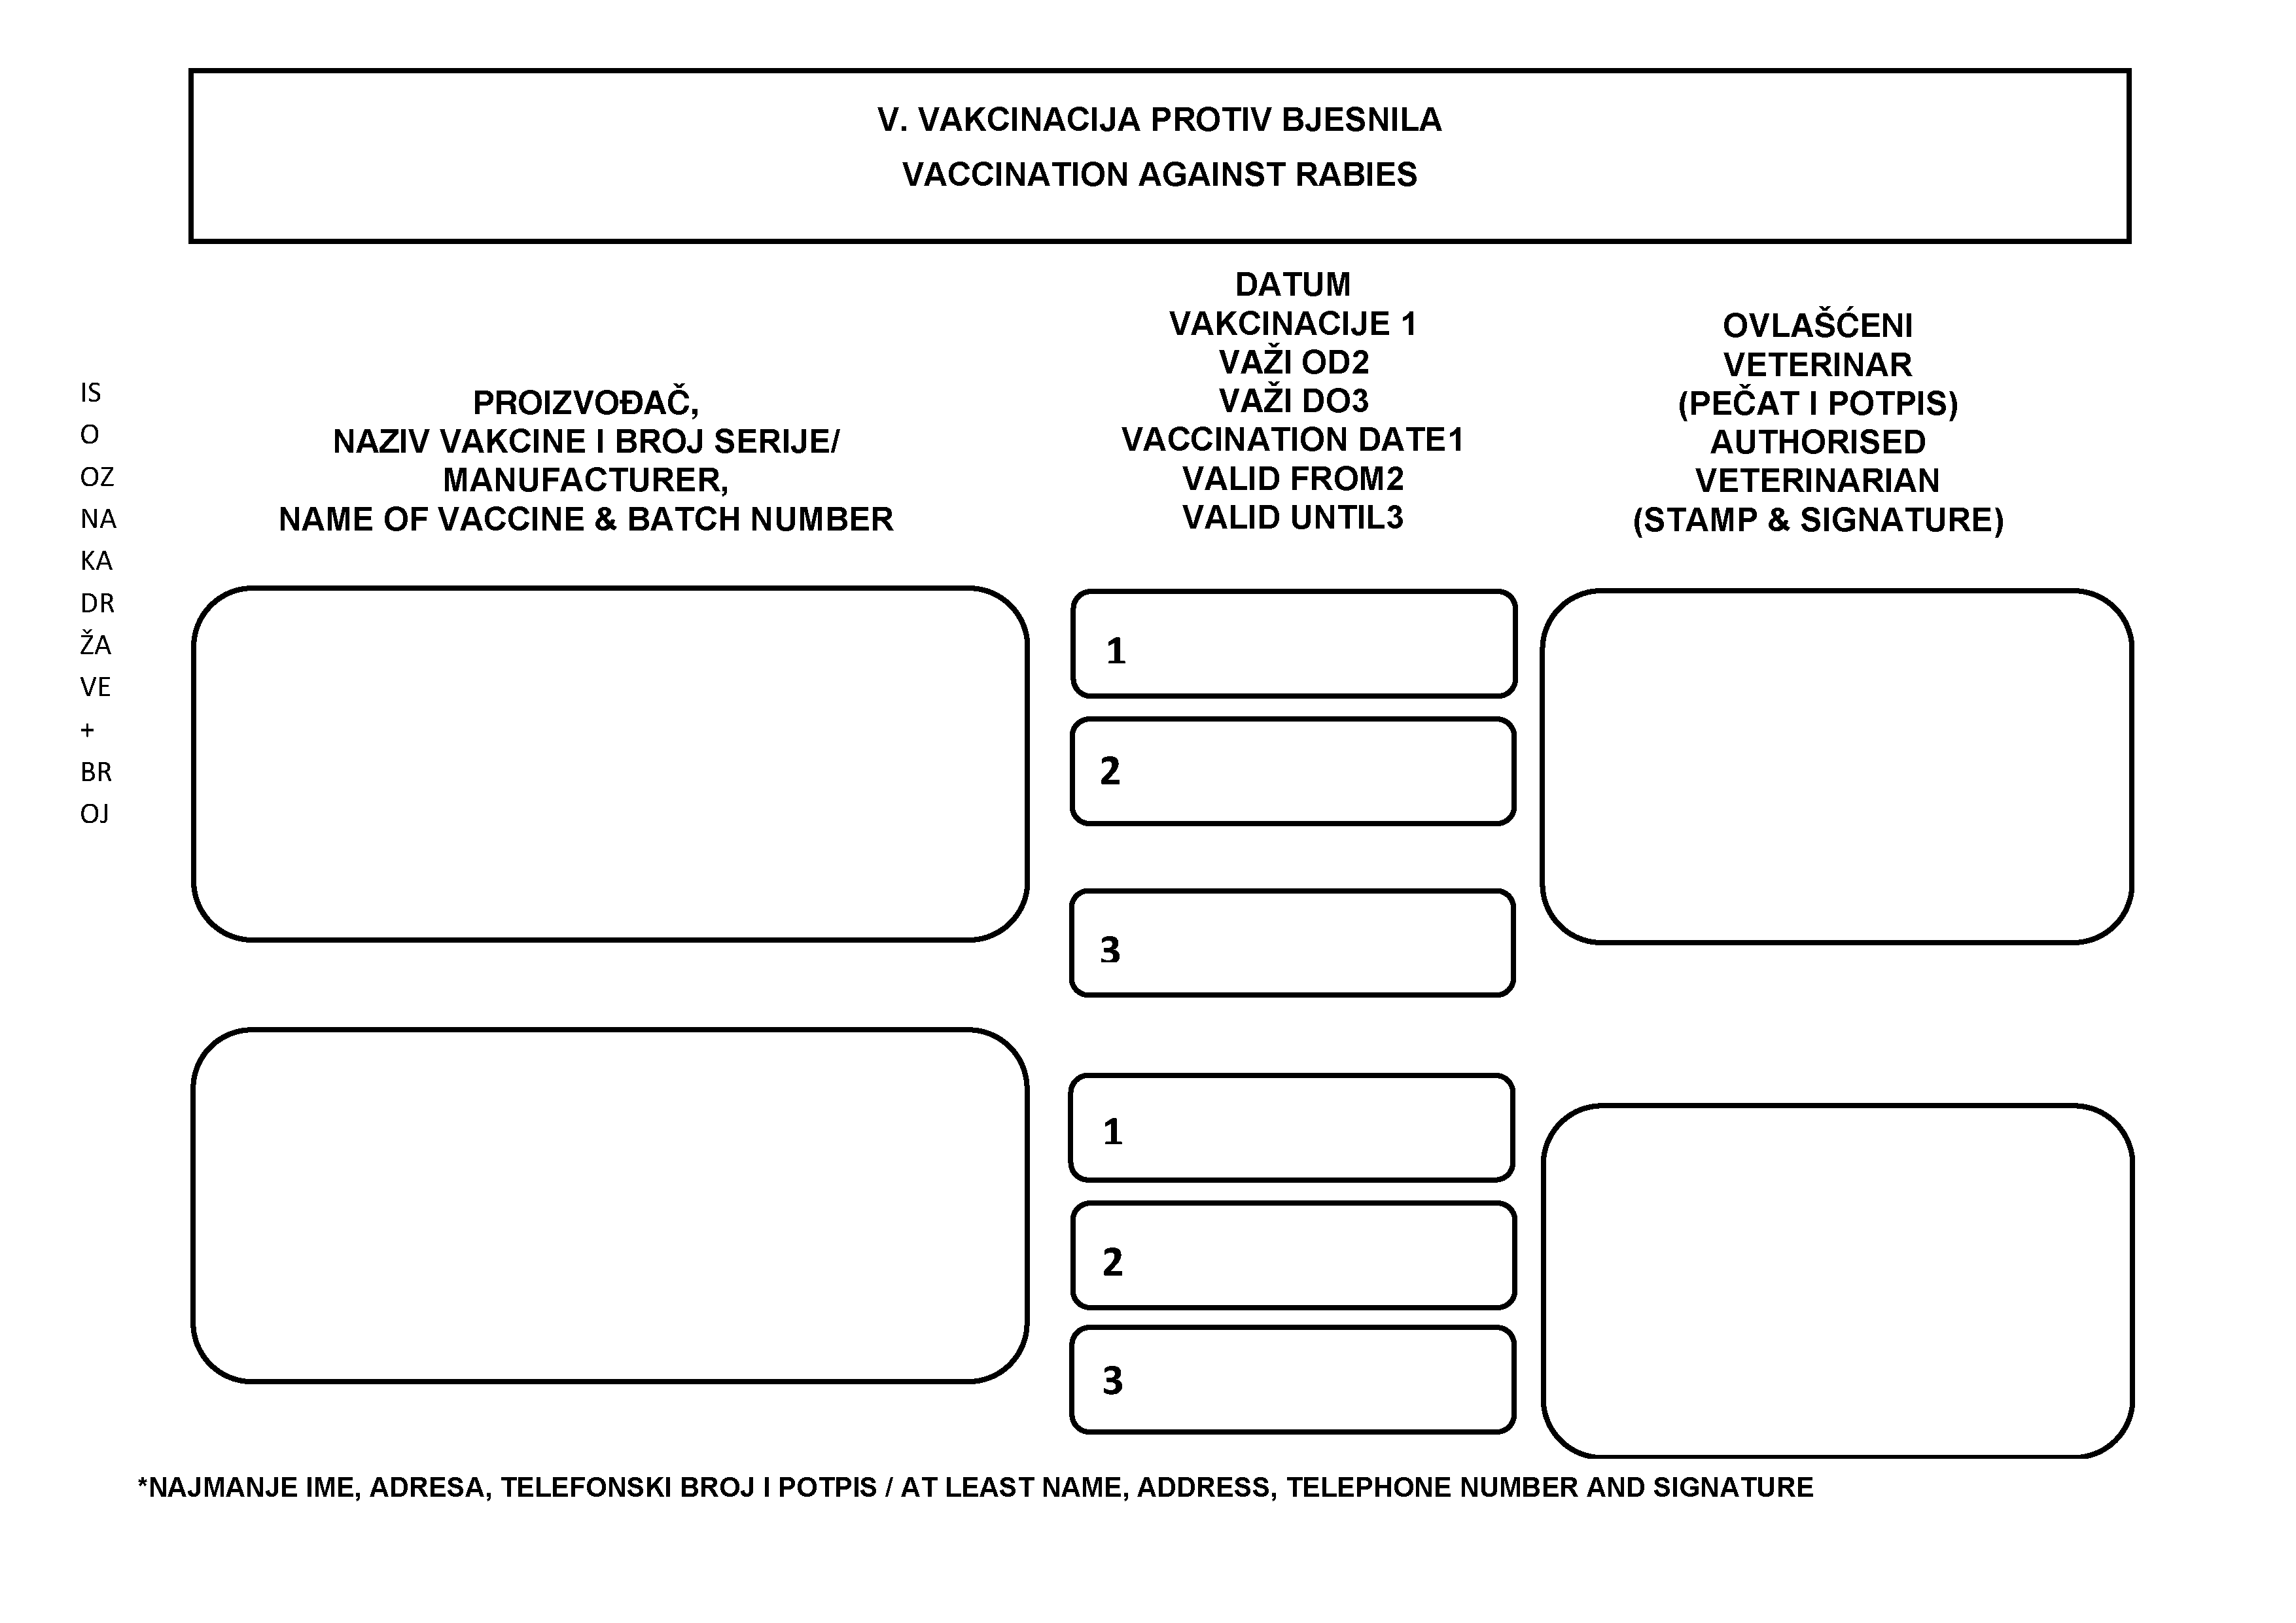 V. VAKCINACIJA PROTIV BJESNILA
VACCINATION AGAINST RABIES
IS
O
OZ
NA
KA
DR
ŽA
VE
+
BR
OJ
PROIZVOĐAČ,
NAZIV VAKCINE I BROJ SERIJE/
MANUFACTURER,
NAME OF VACCINE & BATCH NUMBER
DATUM
VAKCINACIJE 1
VAŽI OD2
VAŽI DO3
VACCINATION DATE1
VALID FROM2
VALID UNTIL3
OVLAŠĆENI
VETERINAR
(PEČAT I POTPIS)
AUTHORISED
VETERINARIAN
(STAMP & SIGNATURE)
1
2
3
1
2
3
*NAJMANJE IME, ADRESA, TELEFONSKI BROJ I POTPIS / AT LEAST NAME, ADDRESS, TELEPHONE NUMBER AND SIGNATURE